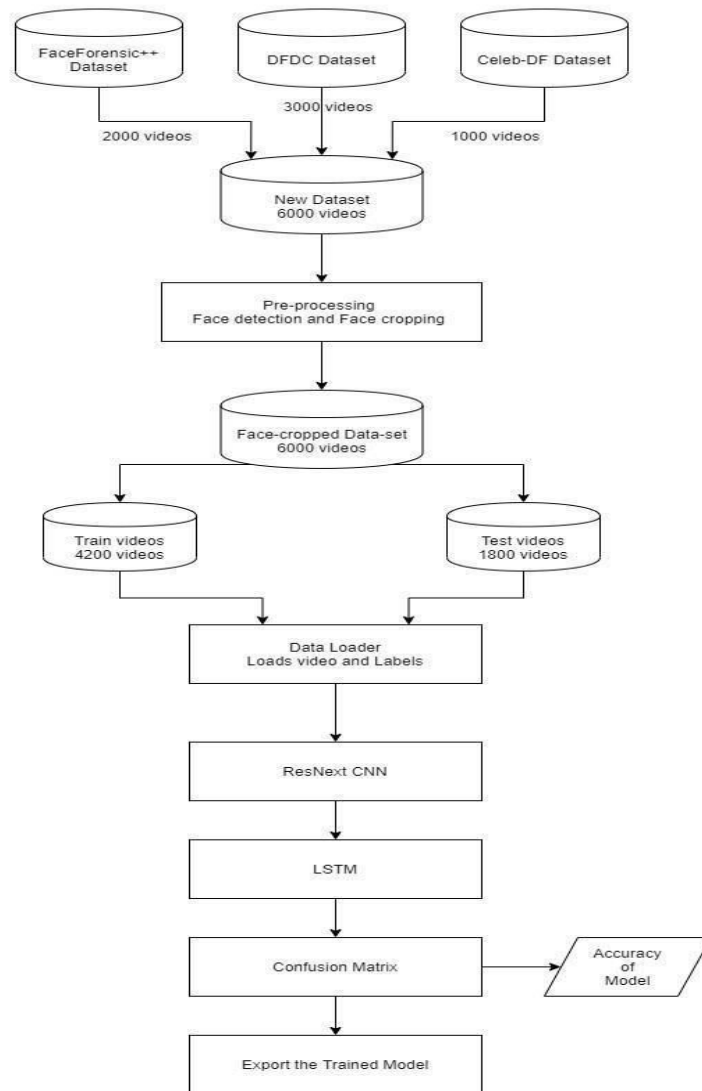 FaceForensic++
Dataset
DFDC Dataset
Celeb-DF Dataset
2000 videos
3000 videos
1000 videos
New Dataset
6000 videos
Pre-processing
Face detection and Face cropping
Face-cropped Data-set
6000 videos
Train videos
4200 videos
Test videos
1800 videos
Data Loader
Loads video and Labels
ResNext CNN
LSTM
Confusion Matrix
Accuracy
of
Model
Export the Trained Model